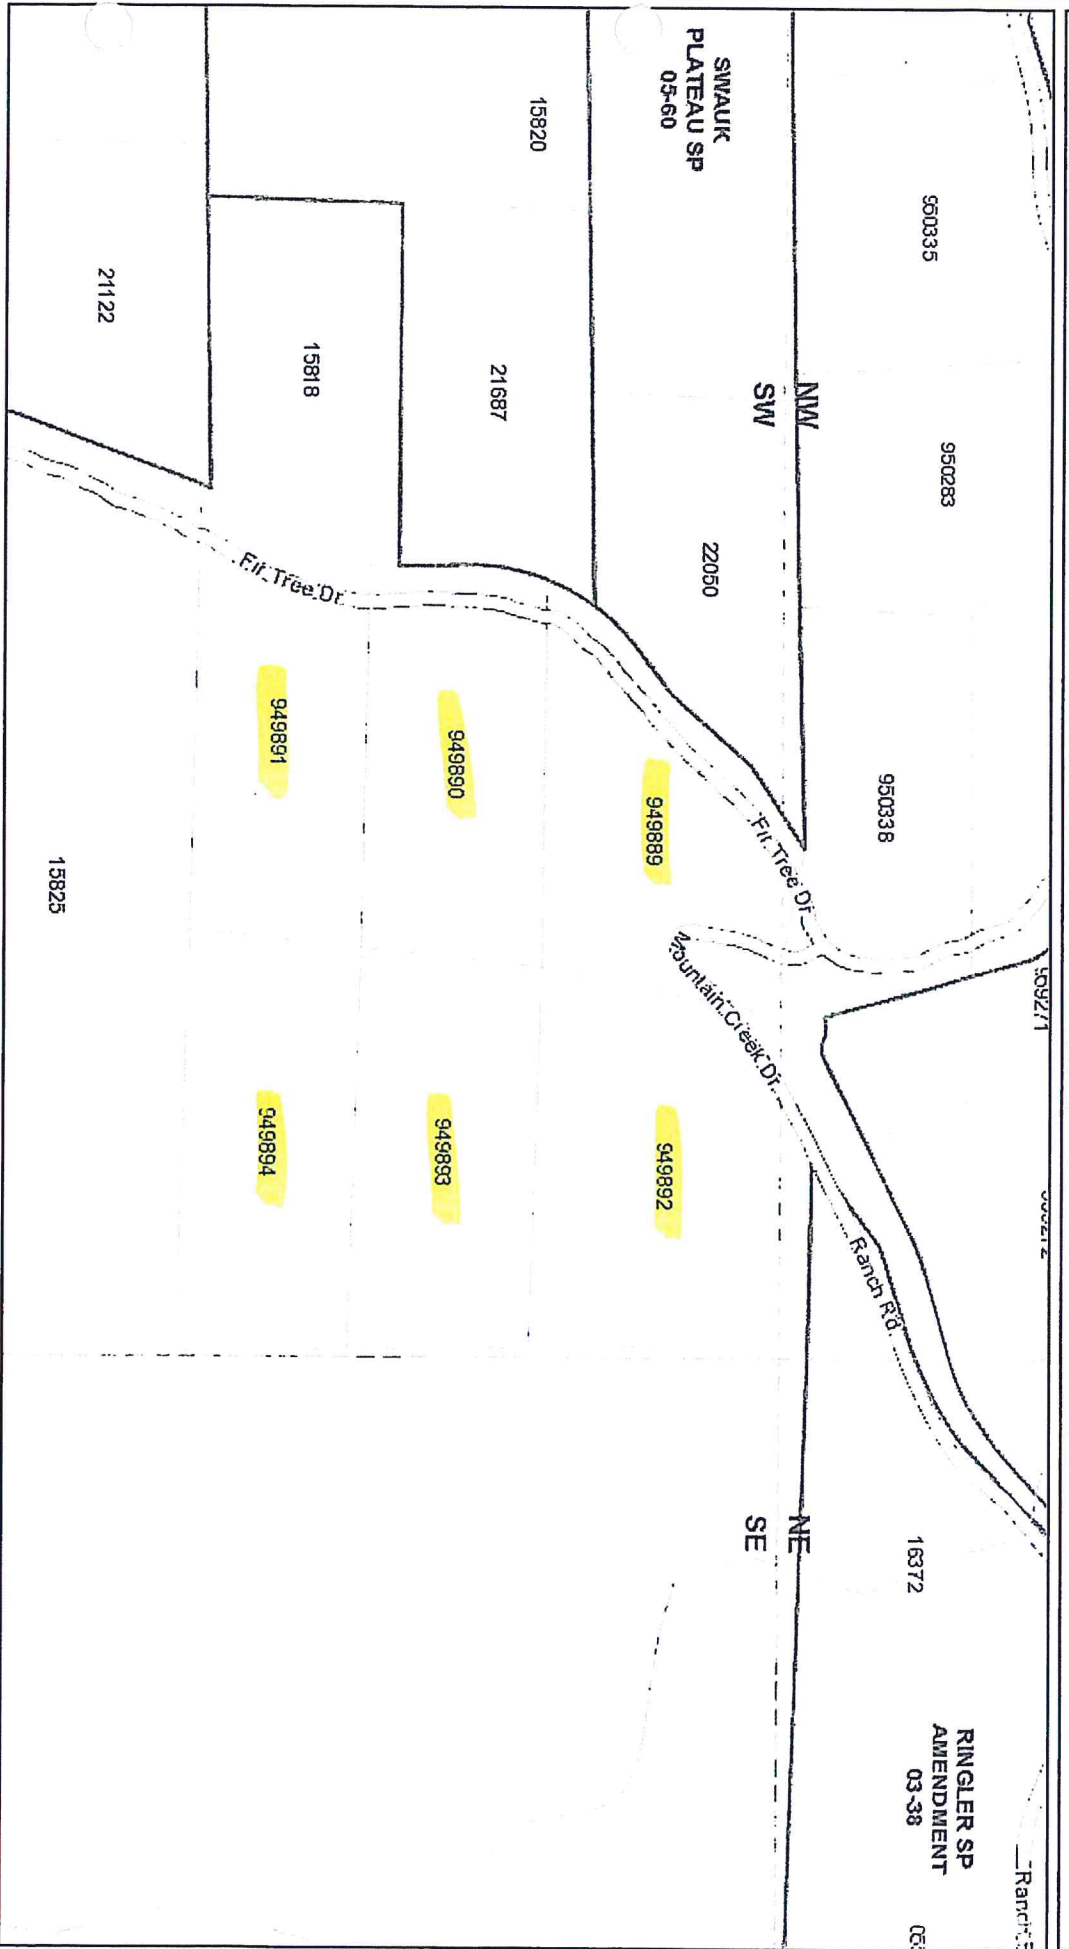 SWAUK
PLATEAU SP
05-60
950335
950283
950338
NW
SW
15820
21687
22050
15818
21122
Fir Tree Dr
Fir Tree Dr
949889
949890
949891
Mountain Creek Dr
949892
949893
949894
15825
Ranch Rd
NE
SE
16372
RINGLER SP
AMENDMENT
03-38